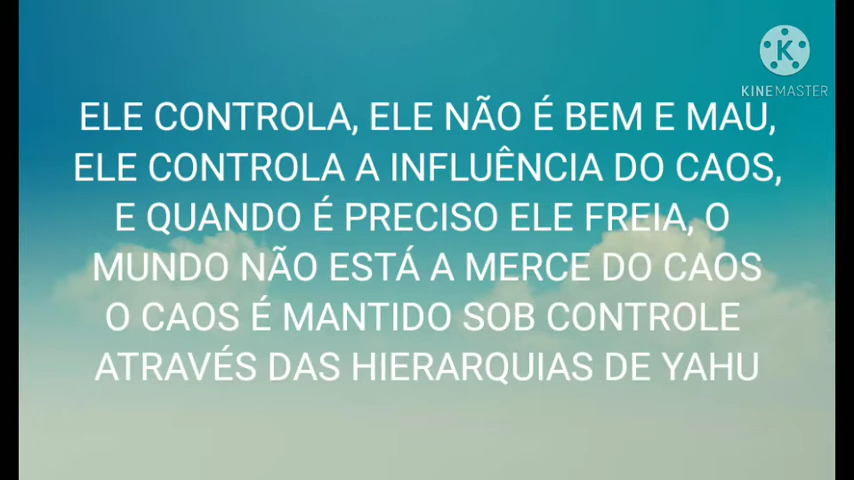 KINEMASTER
ELE CONTROLA, ELE NÃO É BEM E MAU,
ELE CONTROLA A INFLUÊNCIA DO CAOS,
E QUANDO É PRECISO ELE FREIA, O
MUNDO NÃO ESTÁ A MERCE DO CAOS
O CAOS É MANTIDO SOB CONTROLE
ATRAVÉS DAS HIERARQUIAS DE YAHU